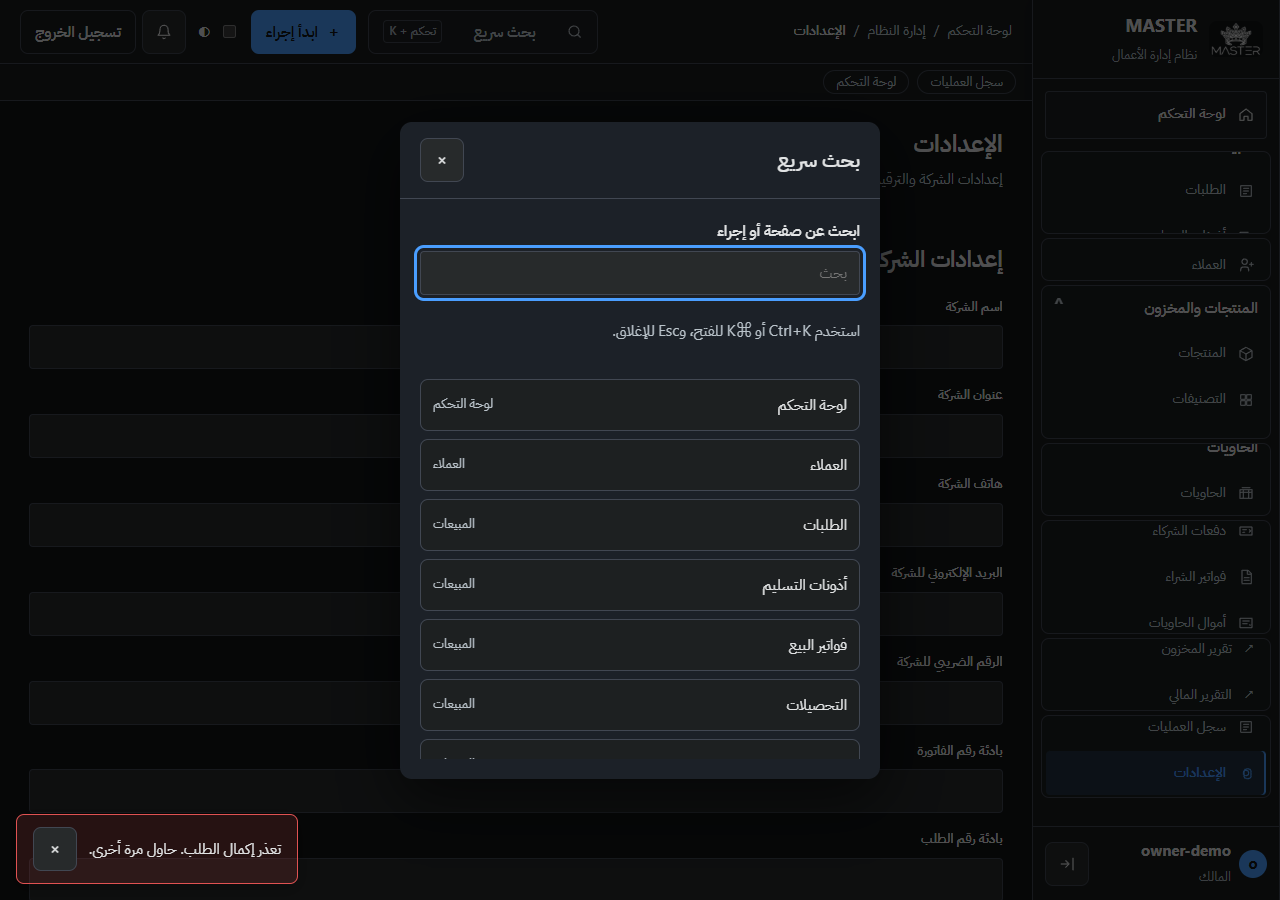 MASTER
نظام إدارة الأعمال
MASTER
لوحة التحكم / إدارة النظام / الإعدادات
بحث سريع
تحكم + K
+ ابدأ إجراء
تسجيل الخروج
سجل العمليات
لوحة التحكم
لوحة التحكم
الطلبات
العملاء
المنتجات والمخزون
المنتجات
التصنيفات
الحاويات
الحاويات
دفعات الشركاء
فواتير الشراء
أموال الحاويات
تقرير المخزون
التقرير المالي
سجل العمليات
الإعدادات
owner-demo
المالك
o
الإعدادات
إعدادات الشركة
اسم الشركة
عنوان الشركة
هاتف الشركة
البريد الإلكتروني للشركة
الرقم الضريبي للشركة
بادئة رقم الفاتورة
بادئة رقم الطلب
بحث سريع
×
ابحث عن صفحة أو إجراء
بحث
استخدم Ctrl+K أو ⌘K للفتح، وEsc للإغلاق.
لوحة التحكم لوحة التحكم
العملاء العملاء
الطلبات المبيعات
أذونات التسليم المبيعات
فواتير البيع المبيعات
التحصيلات المبيعات
تعذر إكمال الطلب. حاول مرة أخرى.
×